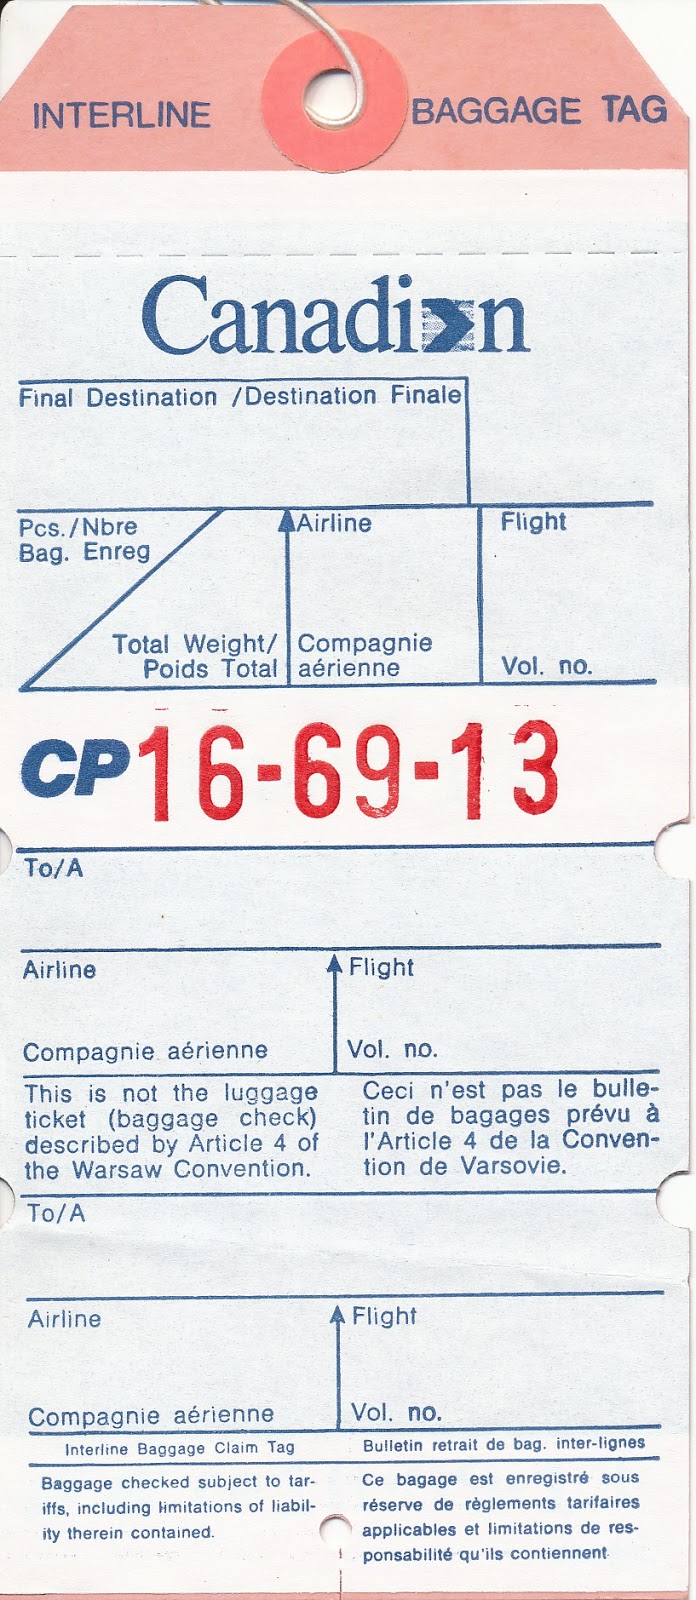 INTERLINE BAGGAGE TAG
Canadian
Final Destination /Destination Finale
Pcs./Nbre
Bag. Enreg
Total Weight/
Poids Total
Airline
Compagnie
aérienne
Flight
Vol. no.
CP 16-69-13
To/A
Airline
Compagnie aérienne
Flight
Vol. no.
This is not the luggage
ticket (baggage check)
described by Article 4 of
the Warsaw Convention.
Ceci n'est pas le bulle-
tin de bagages prévu à
l'Article 4 de la Conven-
tion de Varsovie.
To/A
Airline
Compagnie aérienne
Flight
Vol. no.
Interline Baggage Claim Tag
Baggage checked subject to tar-
iffs, including limitations of liabil-
ity therein contained.
Bulletin retrait de bag. inter-lignes
Ce bagage est enregistré sous
réserve de règlements tarifaires
applicables et limitations de res-
ponsabilité qu'ils contiennent.